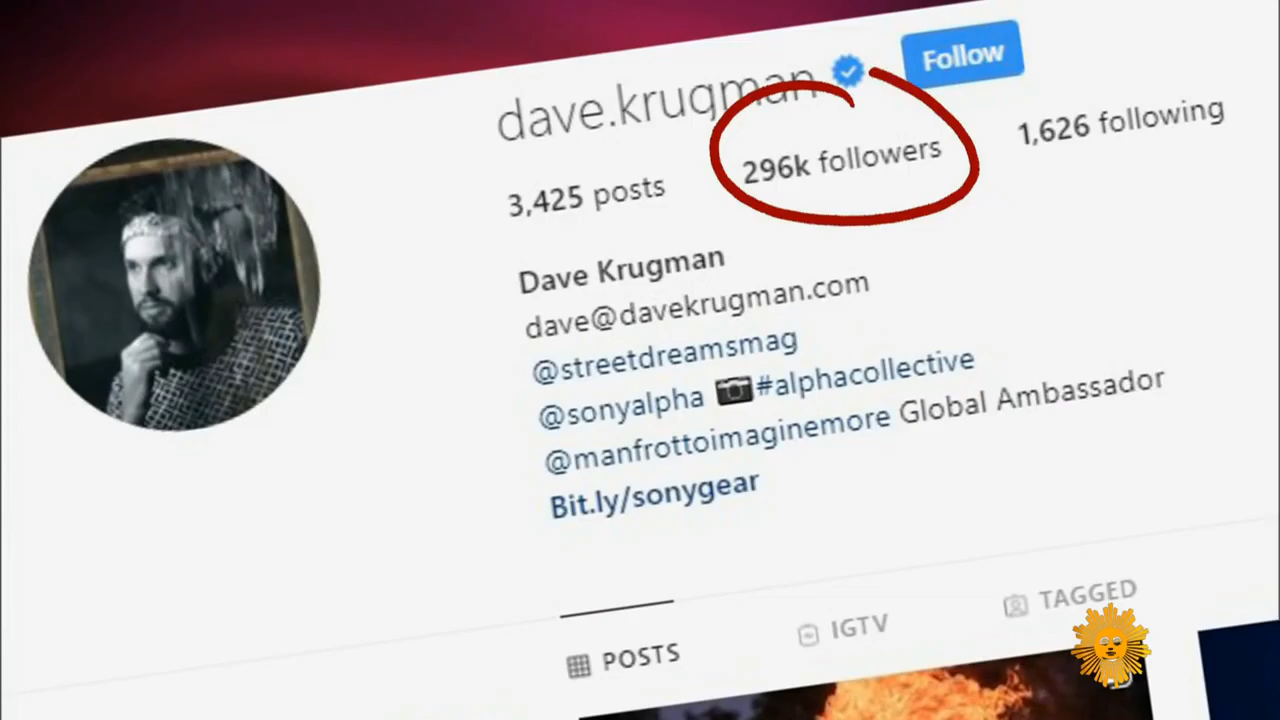 dave.krugman Follow
3,425 posts 296k followers 1,626 following
Dave Krugman
dave@davekrugman.com
@streetdreamsmag
@sonyalpha 📷#alphacollective
@manfrottoimaginemore Global Ambassador
Bit.ly/sonygear
POSTS IGTV TAGGED